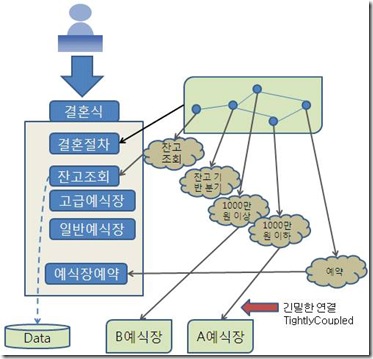 결혼식
결혼절차
잔고조회
고급예식장
일반예식장
예식장예약
Data
잔고
조회
잔고 기
반 분기
1000만
원 이상
1000만
원 이하
예약
B예식장
A예식장
긴밀한 연결
TightlyCoupled